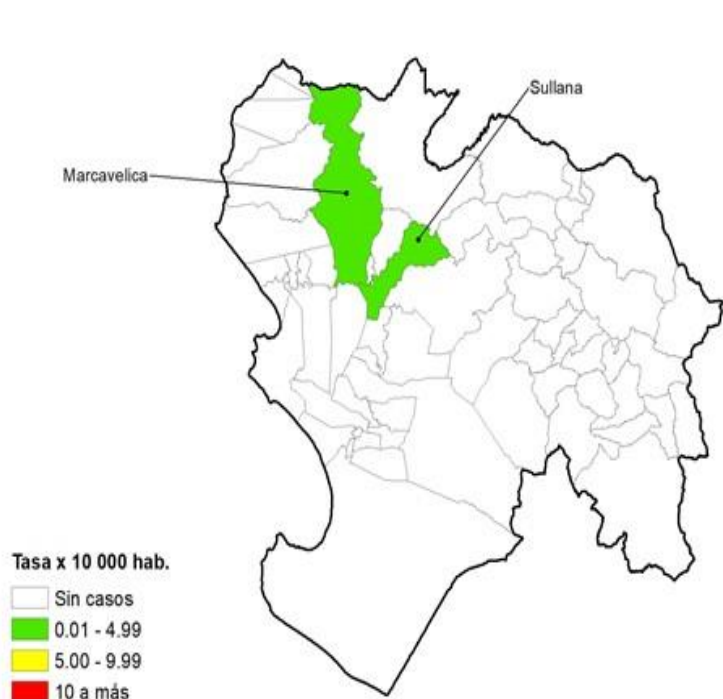 Sullana
Marcavelica
Tasa x 10 000 hab.
Sin casos
0.01 - 4.99
5.00 - 9.99
10 a más